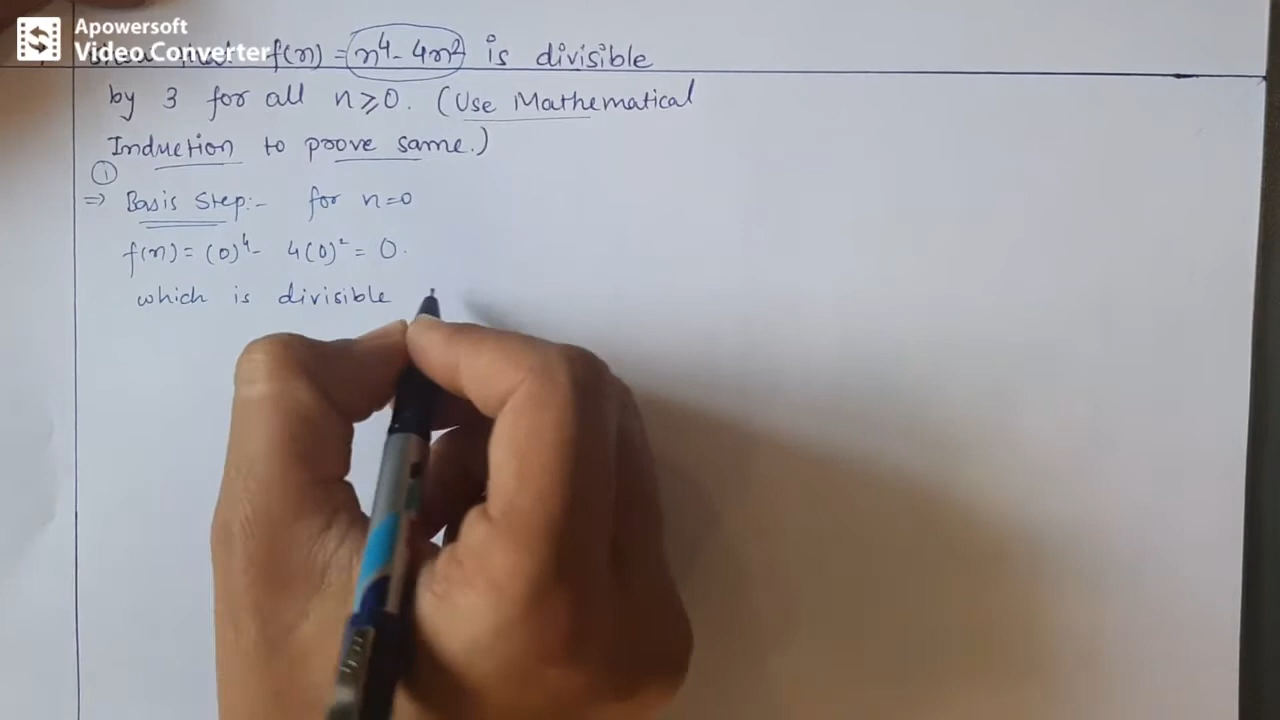 Apowersoft
Video Converter
f(n) = n⁴- 4n² is divisible
by 3 for all n≥0. (Use Mathematical
Induction to prove same.)
①
⇒ Basis Step:- for n=0
f(n) = (0)⁴- 4(0)² = 0.
which is divisible